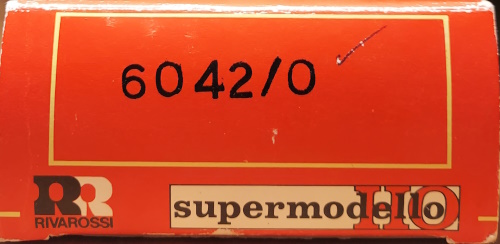 6042/0
RR
RIVAROSSI
supermodello HO